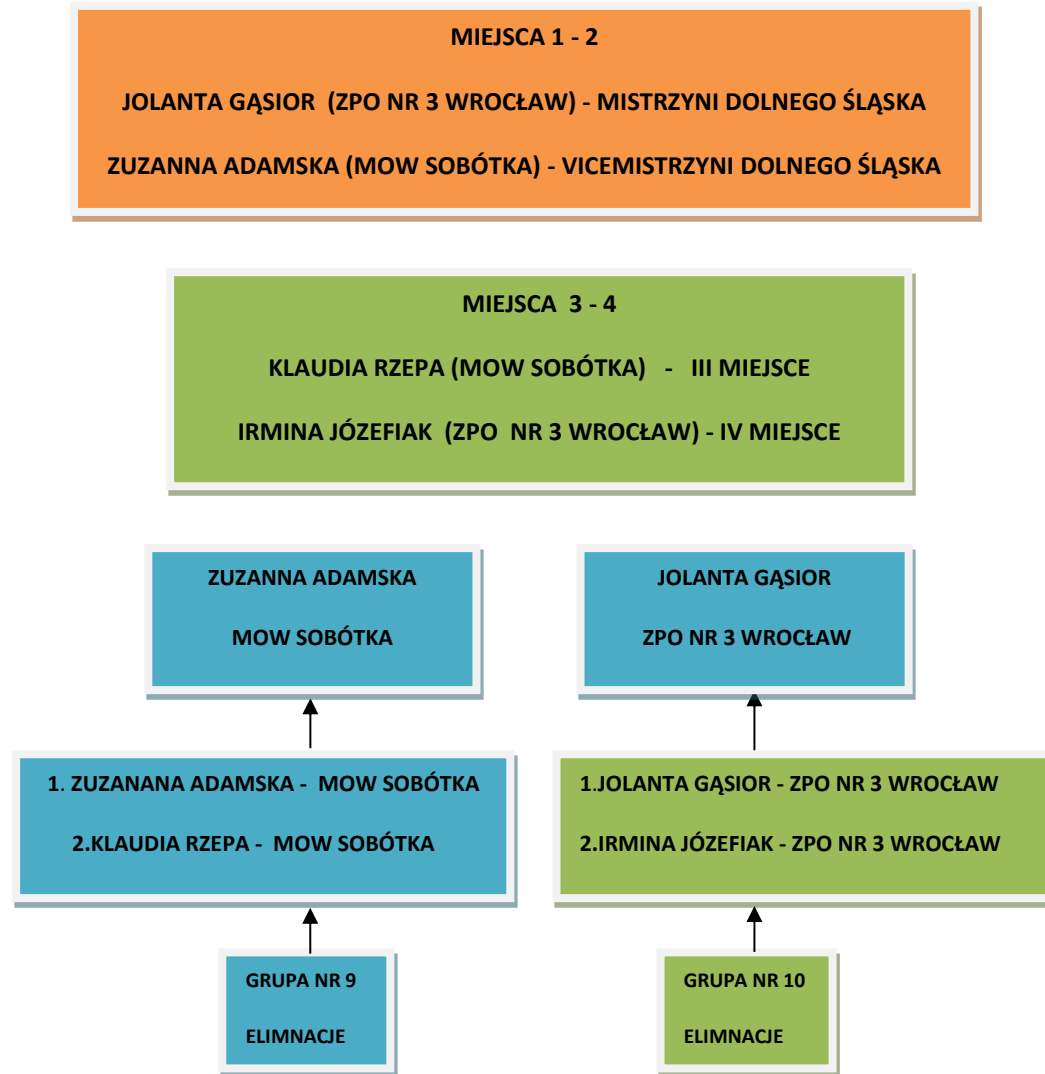 MIEJSCA 1 - 2
JOLANTA GĄSIOR (ZPO NR 3 WROCŁAW) - MISTRZYNI DOLNEGO ŚLĄSKA
ZUZANNA ADAMSKA (MOW SOBÓTKA) - VICEMISTRZYNI DOLNEGO ŚLĄSKA
MIEJSCA 3 - 4
KLAUDIA RZEPA (MOW SOBÓTKA) - III MIEJSCE
IRMINA JÓZEFIAK (ZPO NR 3 WROCŁAW) - IV MIEJSCE
ZUZANNA ADAMSKA
MOW SOBÓTKA
JOLANTA GĄSIOR
ZPO NR 3 WROCŁAW
1. ZUZANANA ADAMSKA - MOW SOBÓTKA
2.KLAUDIA RZEPA - MOW SOBÓTKA
1.JOLANTA GĄSIOR - ZPO NR 3 WROCŁAW
2.IRMINA JÓZEFIAK - ZPO NR 3 WROCŁAW
GRUPA NR 9
ELIMNACJE
GRUPA NR 10
ELIMNACJE